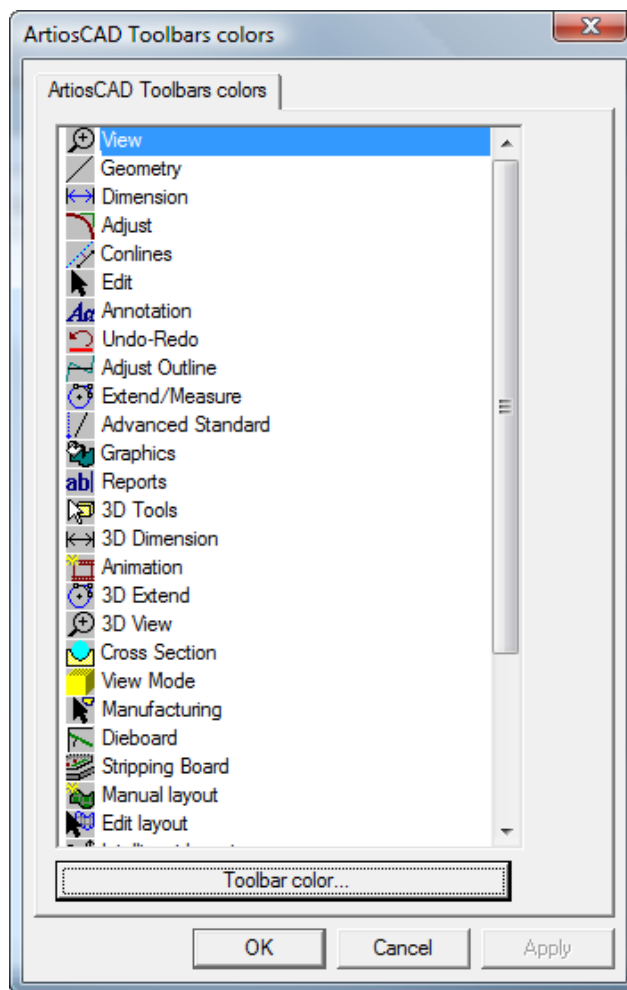 ArtiosCAD Toolbars colors
ArtiosCAD Toolbars colors
View
Geometry
Dimension
Adjust
Conlines
Edit
Aa Annotation
Undo-Redo
Adjust Outline
Extend/Measure
Advanced Standard
Graphics
ab Reports
3D Tools
3D Dimension
Animation
3D Extend
3D View
Cross Section
View Mode
Manufacturing
Dieboard
Stripping Board
Manual layout
Edit layout
Toolbar color...
OK Cancel Apply